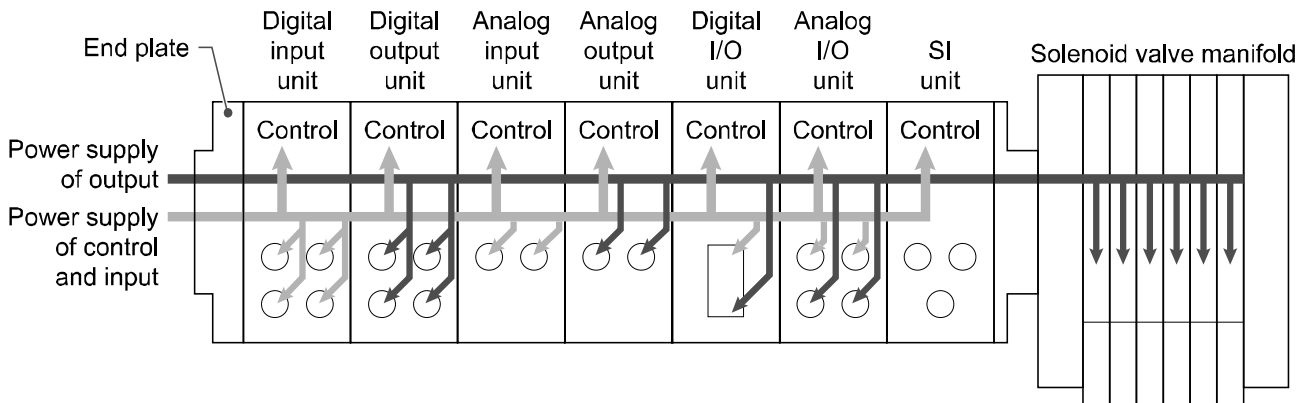 End plate
Digital
input
unit
Digital
output
unit
Analog
input
unit
Analog
output
unit
Digital
I/O
unit
Analog
I/O
unit
SI
unit
Solenoid valve manifold
Control
Control
Control
Control
Control
Control
Control
Power supply
of output
Power supply
of control
and input